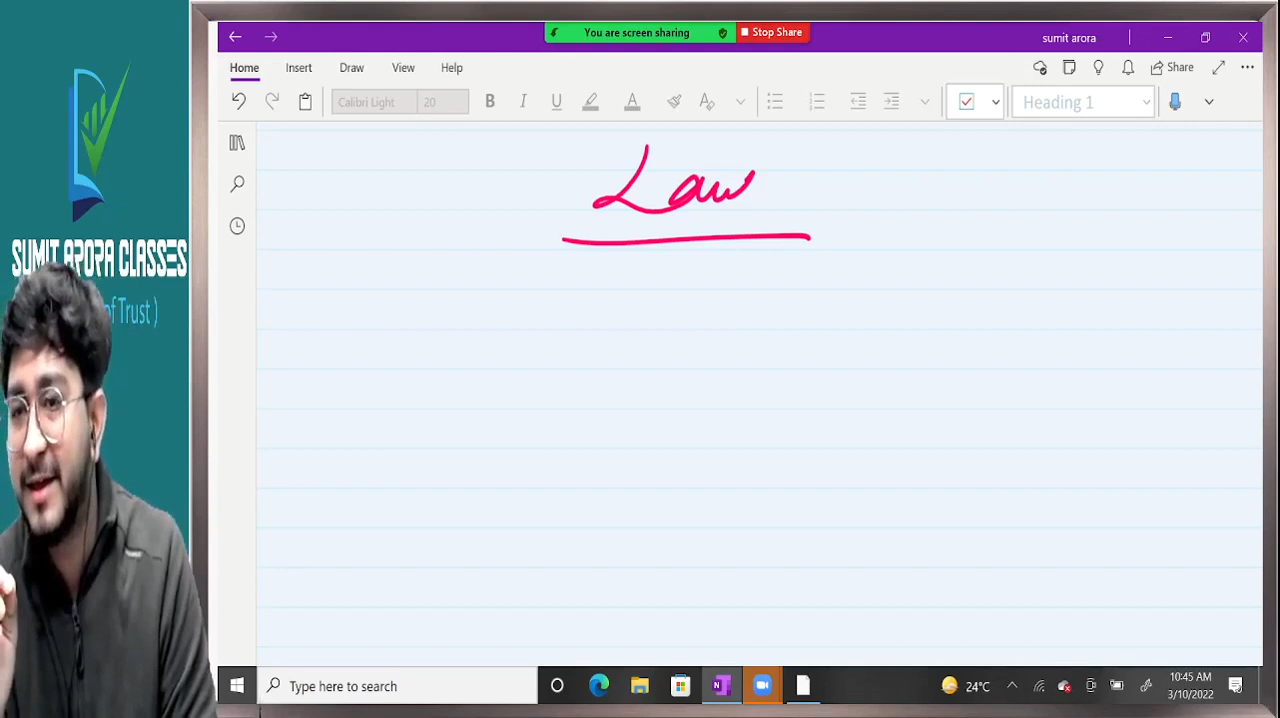 You are screen sharing
Stop Share
sumit arora
Home Insert Draw View Help
Share
Calibri Light 20 B I U A A
Heading 1
Law
SUMIT ARORA CLASSES
of Trust )
Type here to search
24°C
10:45 AM
3/10/2022